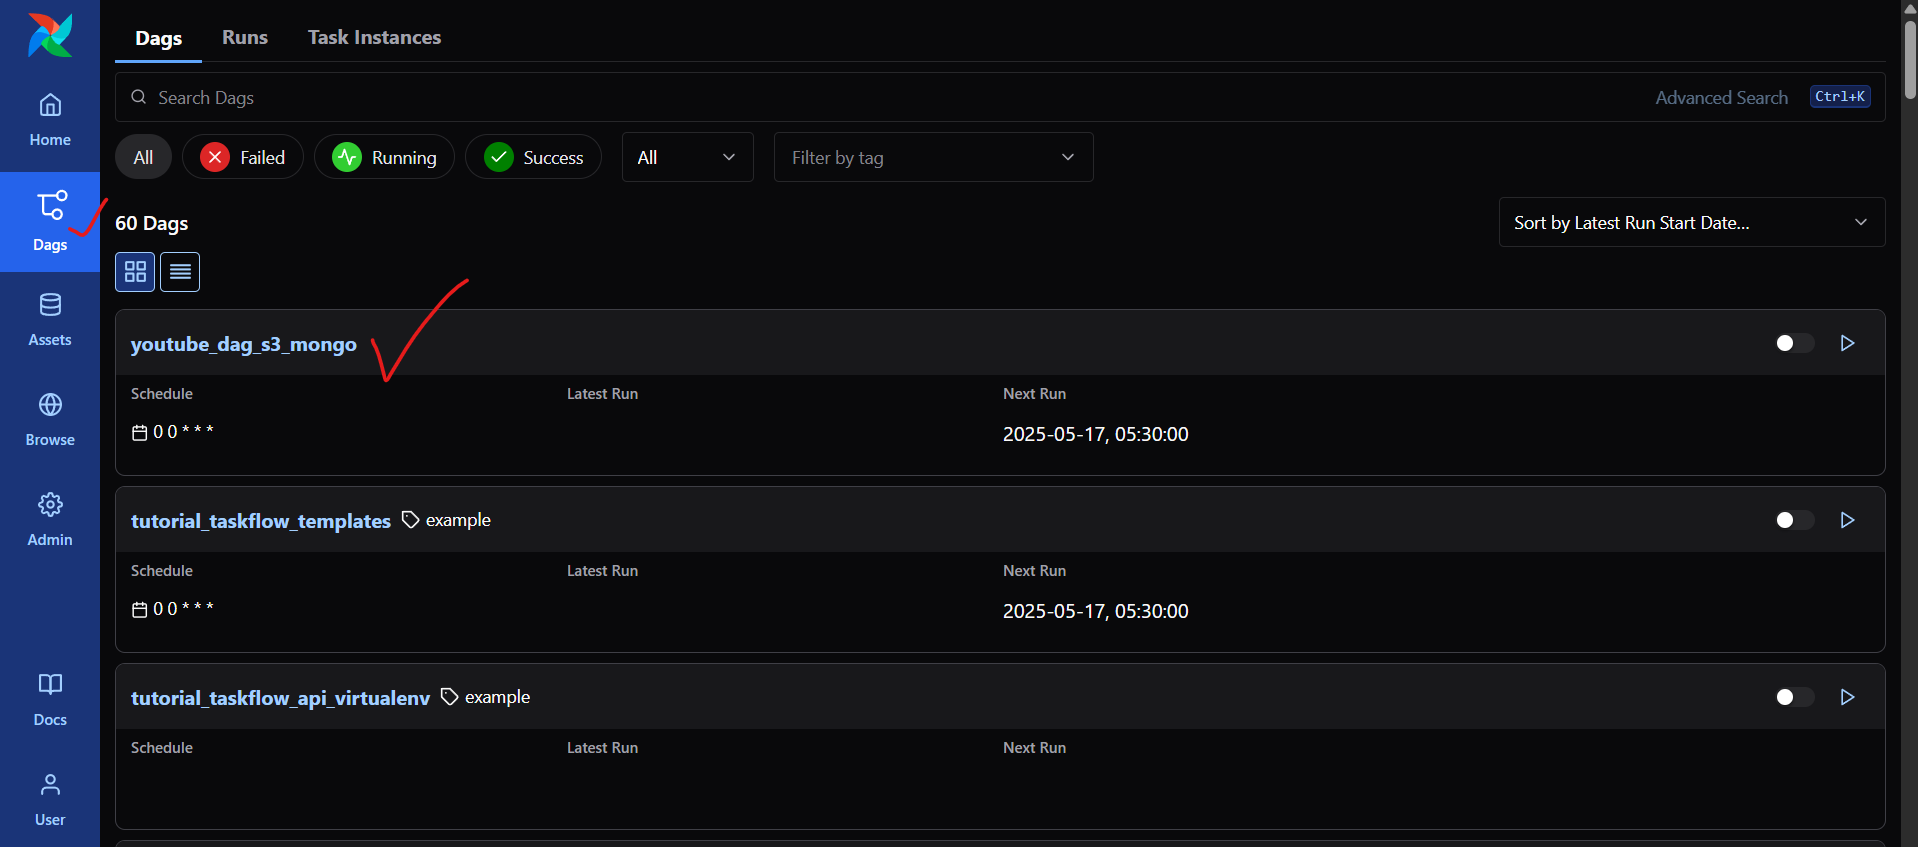 Home
Dags
Assets
Browse
Admin
Docs
User
Dags Runs Task Instances
Search Dags Advanced Search Ctrl+K
All Failed Running Success All Filter by tag
60 Dags
Sort by Latest Run Start Date...
youtube_dag_s3_mongo
Schedule Latest Run Next Run
0 0 * * * 2025-05-17, 05:30:00
tutorial_taskflow_templates example
Schedule Latest Run Next Run
0 0 * * * 2025-05-17, 05:30:00
tutorial_taskflow_api_virtualenv example
Schedule Latest Run Next Run